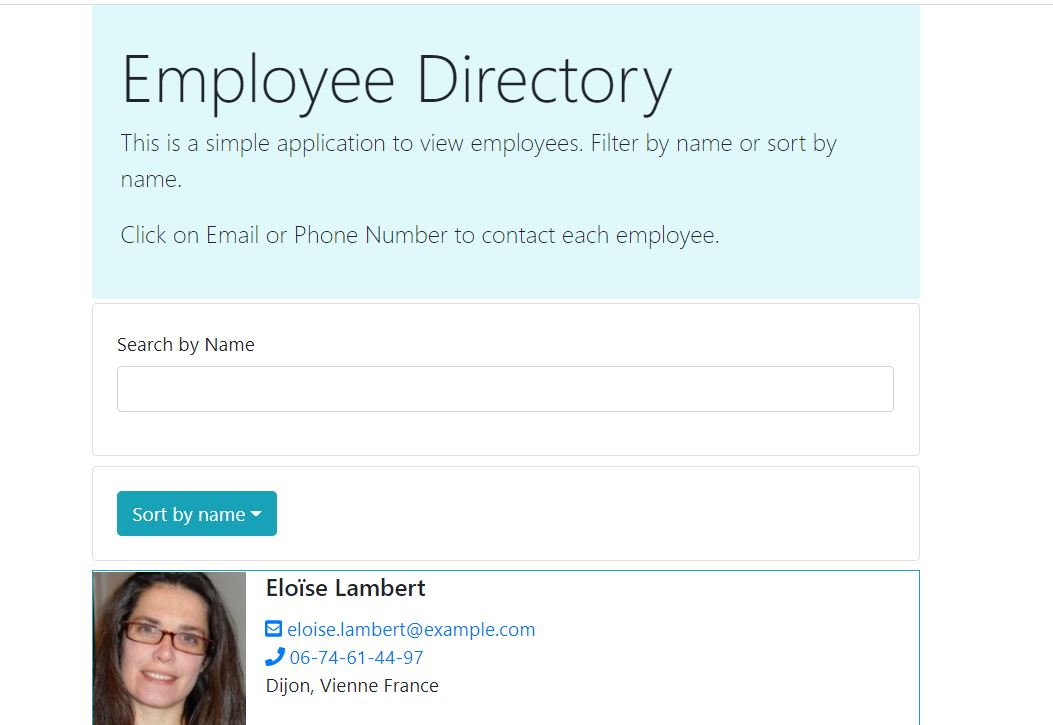 Employee Directory
This is a simple application to view employees. Filter by name or sort by
name.
Click on Email or Phone Number to contact each employee.
Search by Name
Sort by name
Eloïse Lambert
eloise.lambert@example.com
06-74-61-44-97
Dijon, Vienne France